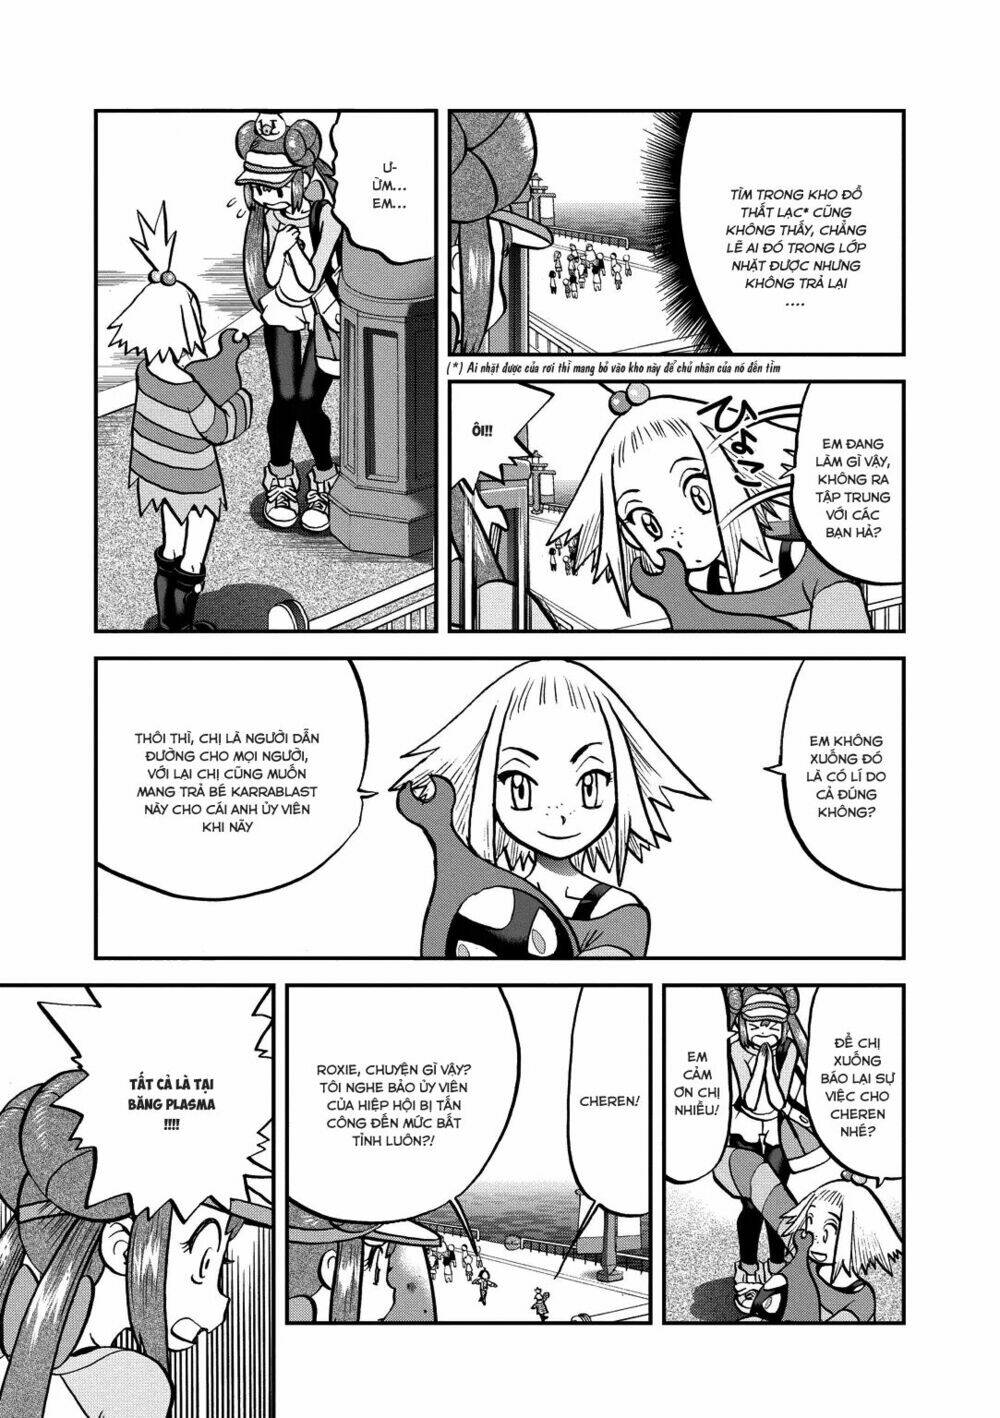 TÌM TRONG KHO ĐỒ
THẤT LẠC* CŨNG
KHÔNG THẤY, CHẲNG
LẼ AI ĐÓ TRONG LỚP
NHẶT ĐƯỢC NHƯNG
KHÔNG TRẢ LẠI
....
(*) Ai nhặt được của rơi thì mang bỏ vào kho này để chủ nhân của nó đến tìm
Ư-
ỪM...
EM...
EM ĐANG
LÀM GÌ VẬY,
KHÔNG RA
TẬP TRUNG
VỚI CÁC
BẠN HẢ?
ひょこ
ÔI!!
EM KHÔNG
XUỐNG ĐÓ
LÀ CÓ LÍ DO
CẢ ĐÚNG
KHÔNG?
THÔI THÌ, CHỊ LÀ NGƯỜI DẪN
ĐƯỜNG CHO MỌI NGƯỜI,
VỚI LẠI CHỊ CŨNG MUỐN
MANG TRẢ BÉ KARRABLAST
NÀY CHO CÁI ANH ỦY VIÊN
KHI NÃY
ĐỂ CHỊ
XUỐNG
BÁO LẠI SỰ
VIỆC CHO
CHEREN
NHÉ?
EM
CẢM
ƠN CHỊ
NHIỀU!
CHEREN!
ROXIE, CHUYỆN GÌ VẬY?
TÔI NGHE BẢO ỦY VIÊN
CỦA HIỆP HỘI BỊ TẤN
CÔNG ĐẾN MỨC BẤT
TỈNH LUÔN?!
TẤT CẢ LÀ TẠI
BĂNG PLASMA
!!!!